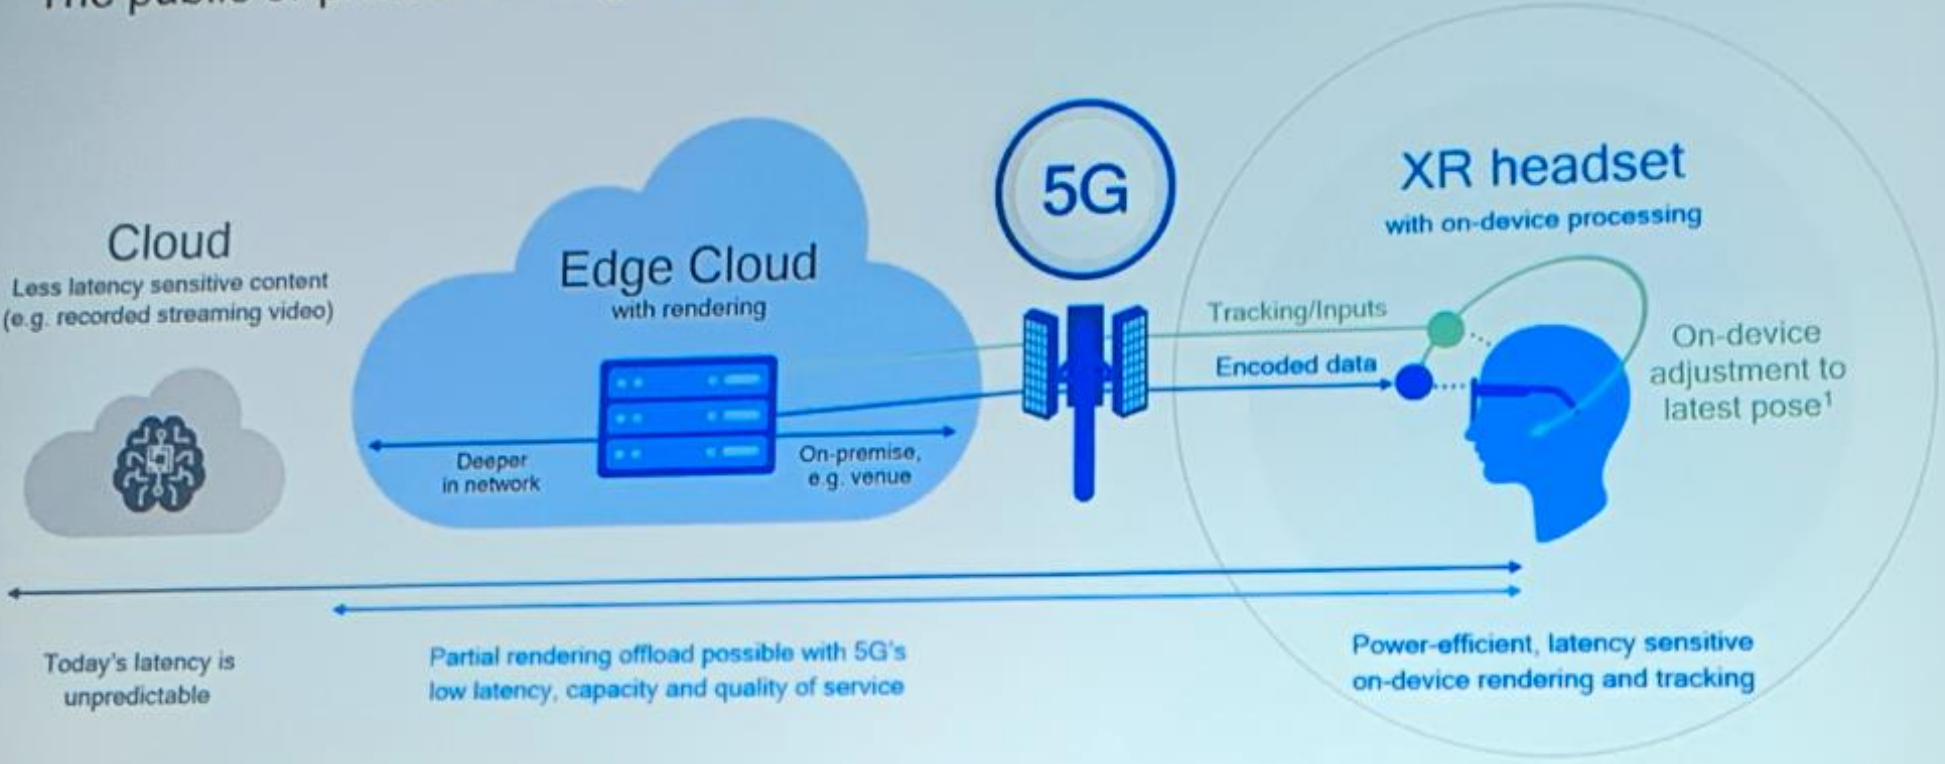 Cloud
Less latency sensitive content
(e.g. recorded streaming video)
Edge Cloud
with rendering
Deeper
in network
On-premise,
e.g. venue
5G
XR headset
with on-device processing
Tracking/Inputs
Encoded data
On-device
adjustment to
latest pose¹
Today's latency is
unpredictable
Partial rendering offload possible with 5G's
low latency, capacity and quality of service
Power-efficient, latency sensitive
on-device rendering and tracking